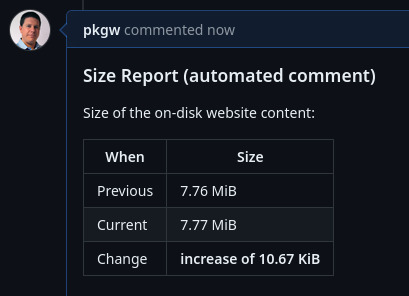 pkgw commented now
Size Report (automated comment)
Size of the on-disk website content:
When Size
Previous 7.76 MiB
Current 7.77 MiB
Change increase of 10.67 KiB